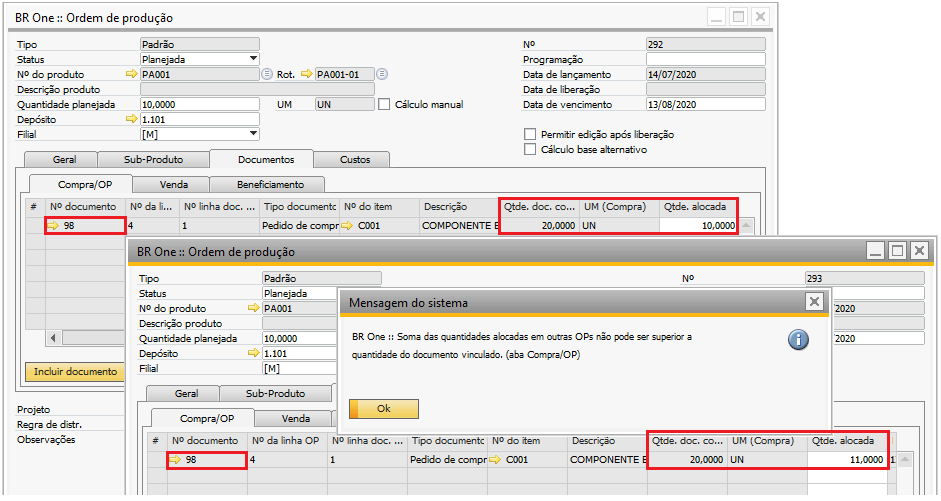 BR One :: Ordem de produção
Tipo Padrão Nº 292
Status Planejada Programação
Nº do produto PA001 Rot. PA001-01 Data de lançamento 14/07/2020
Descrição produto Data de liberação
Quantidade planejada 10,0000 UM UN Cálculo manual Data de vencimento 13/08/2020
Depósito 1.101
Filial [M] Permitir edição após liberação
Cálculo base alternativo
Geral Sub-Produto Documentos Custos
Compra/OP Venda Beneficiamento
# Nº documento Nº da li... Nº linha doc. ... Tipo documento Nº do item Descrição Qtde. doc. co... UM (Compra) Qtde. alocada
98 4 1 Pedido de compr C001 COMPONENTE E 20,0000 UN 10,0000
Incluir documento
Projeto
Regra de distr.
Observações
BR One :: Ordem de produção
Tipo Padrão Nº 293
Status Planejada
Nº do produto PA001 /2020
Descrição produto
Quantidade planejada 10,0000 /2020
Depósito 1.101
Filial [M]
Mensagem do sistema
BR One :: Soma das quantidades alocadas em outras OPs não pode ser superior a
quantidade do documento vinculado. (aba Compra/OP)
Ok
Geral Sub-Produto
Compra/OP Venda
# Nº documento Nº da linha OP Nº linha doc. ... Tipo documento Nº do item Descrição Qtde. doc. co... UM (Compra) Qtde. alocada
98 4 1 Pedido de compr C001 COMPONENTE E 20,0000 UN 11,0000 1